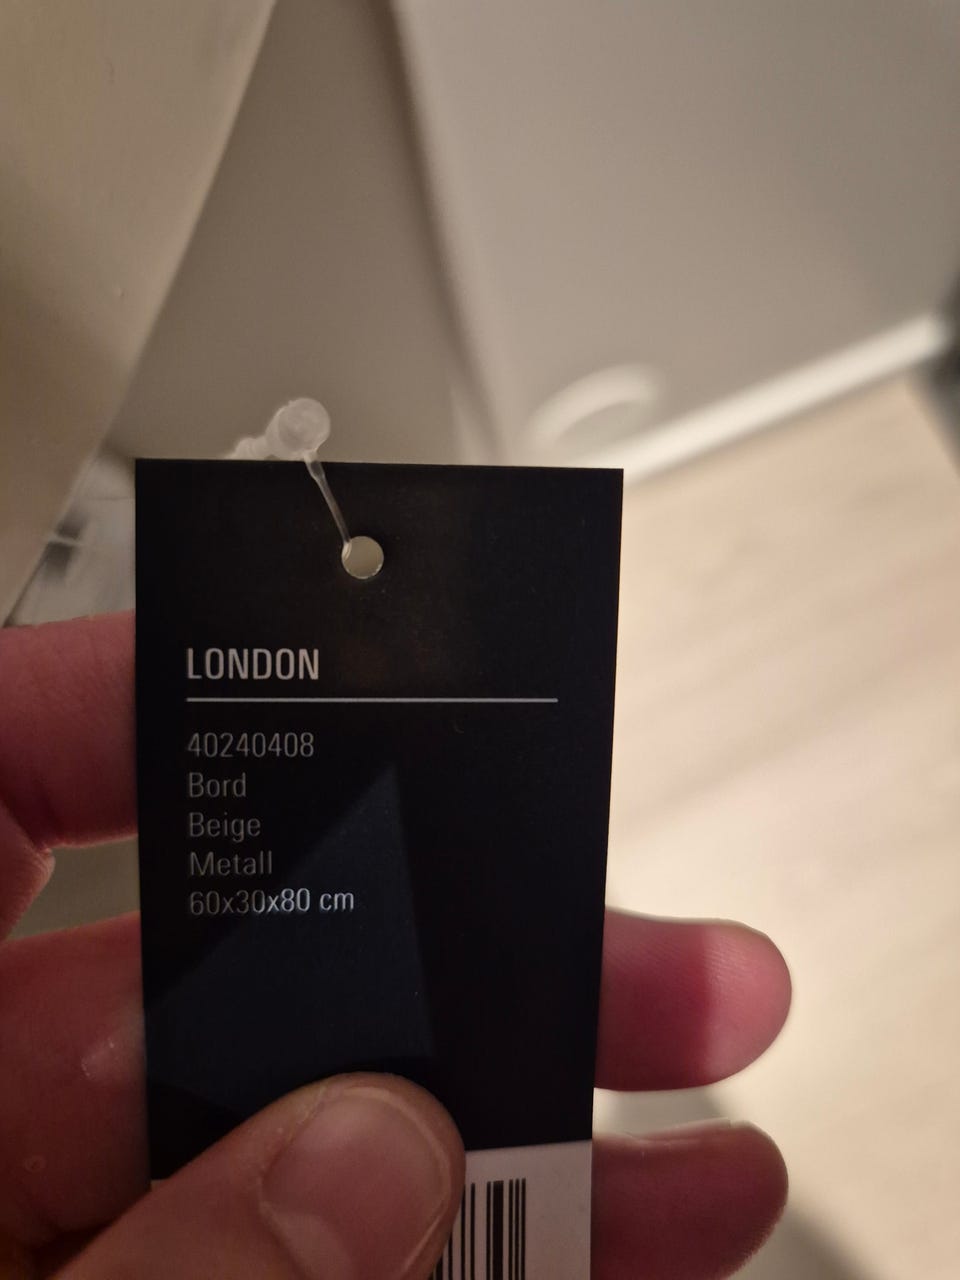 LONDON
40240408
Bord
Beige
Metall
60x30x80 cm